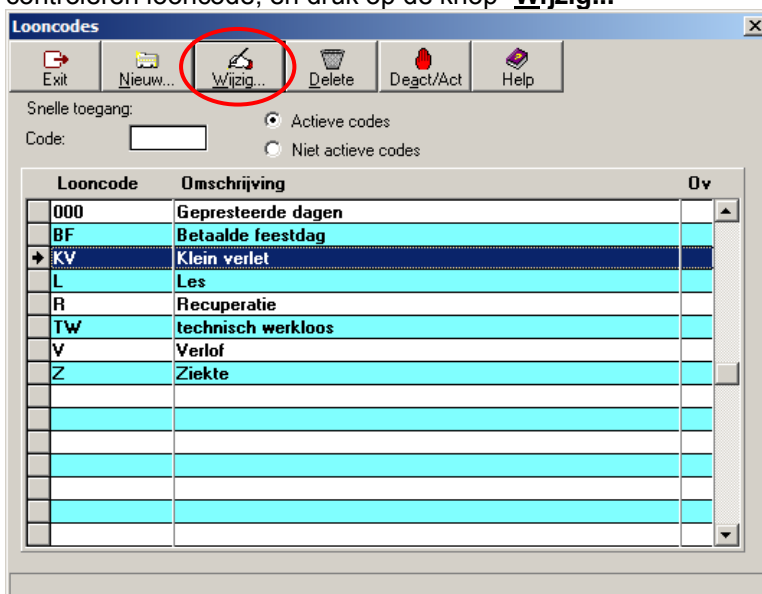 controleren looncode, en druk op de knop "Wijzig..."
Looncodes
Exit Nieuw... Wijzig... Delete Deact/Act Help
Snelle toegang:
Code:
Actieve codes
Niet actieve codes
Looncode Omschrijving Ov
000 Gepresteerde dagen
BF Betaalde feestdag
KV Klein verlet
L Les
R Recuperatie
TW technisch werkloos
V Verlof
Z Ziekte